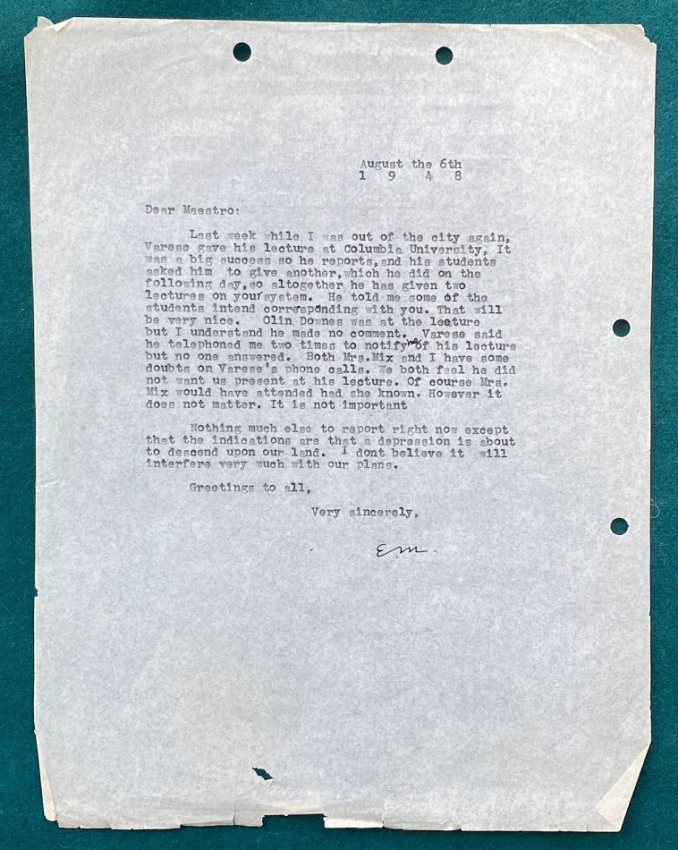 August the 6th
1 9 4 8
Dear Maestro:
Last week while I was out of the city again,
Varese gave his lecture at Columbia University, It
was a big success so he reports,and his students
asked him to give another,which he did on the
following day,so altogether he has given two
lectures on your system. He told me some of the
students intend corresponding with you. That will
be very nice. Olin Downes was at the lecture
but I understand he made no comment. Varese said
he telephoned me two times to notify me of his lecture
but no one answered. Both Mrs.Mix and I have some
doubts on Varese's phone calls. We both feel he did
not want us present at his lecture. Of course Mrs.
Mix would have attended had she known. However it
does not matter. It is not important
Nothing much else to report right now except
that the indications are that a depression is about
to descend upon our land. I dont believe it will
interfere very much with our plans.
Greetings to all,
Very sincerely,
EM.